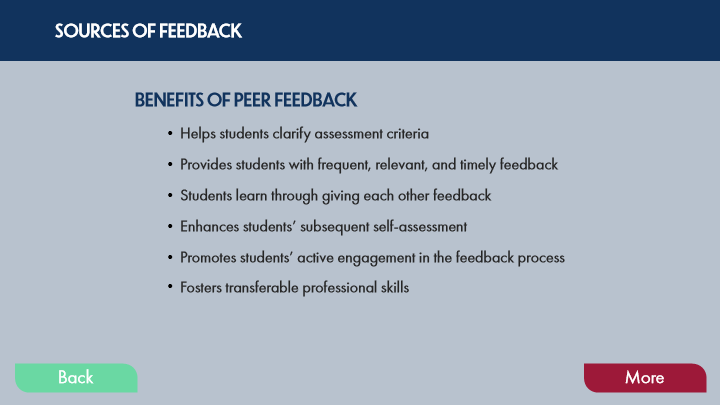 SOURCES OF FEEDBACK
BENEFITS OF PEER FEEDBACK
• Helps students clarify assessment criteria
• Provides students with frequent, relevant, and timely feedback
• Students learn through giving each other feedback
• Enhances students’ subsequent self-assessment
• Promotes students’ active engagement in the feedback process
• Fosters transferable professional skills
Back
More